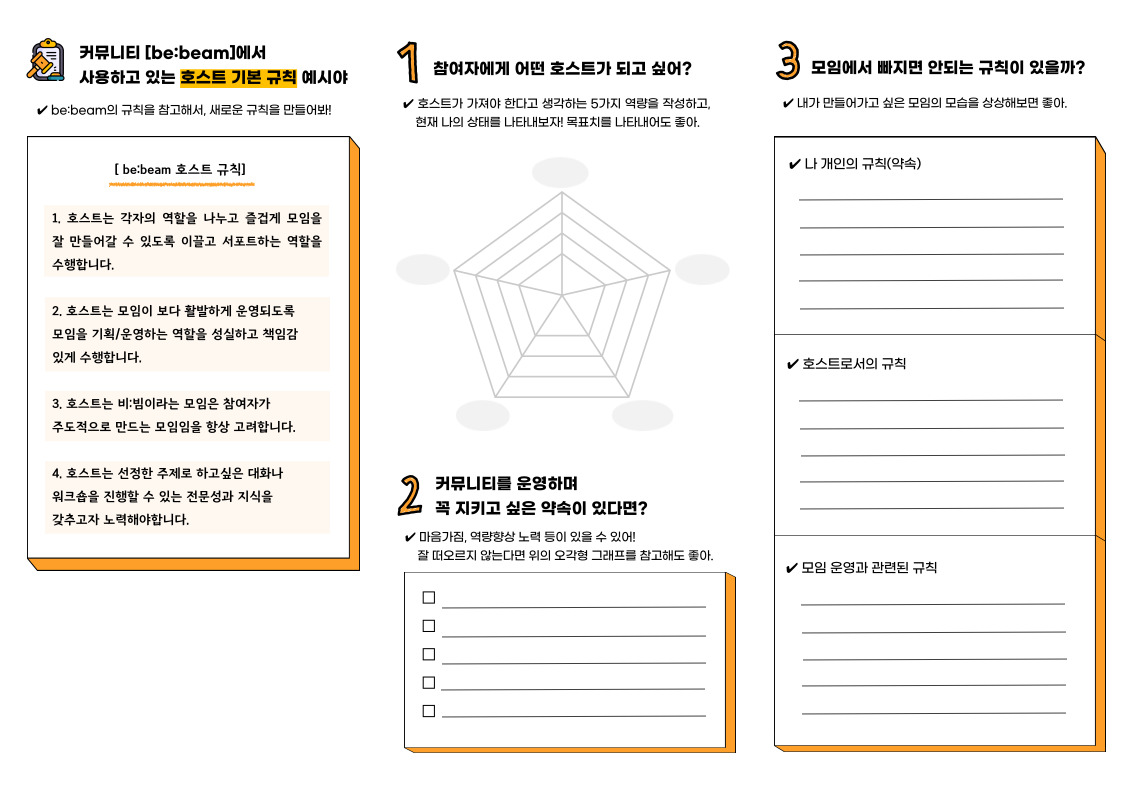 커뮤니티 [be:beam]에서
사용하고 있는 호스트 기본 규칙 예시야
✔ be:beam의 규칙을 참고해서, 새로운 규칙을 만들어봐!
[ be:beam 호스트 규칙]
1. 호스트는 각자의 역할을 나누고 즐겁게 모임을
잘 만들어갈 수 있도록 이끌고 서포트하는 역할을
수행합니다.
2. 호스트는 모임이 보다 활발하게 운영되도록
모임을 기획/운영하는 역할을 성실하고 책임감
있게 수행합니다.
3. 호스트는 비:빔이라는 모임은 참여자가
주도적으로 만드는 모임임을 항상 고려합니다.
4. 호스트는 선정한 주제로 하고싶은 대화나
워크숍을 진행할 수 있는 전문성과 지식을
갖추고자 노력해야합니다.
1 참여자에게 어떤 호스트가 되고 싶어?
✔ 호스트가 가져야 한다고 생각하는 5가지 역량을 작성하고,
현재 나의 상태를 나타내보자! 목표치를 나타내어도 좋아.
2 커뮤니티를 운영하며
꼭 지키고 싶은 약속이 있다면?
✔ 마음가짐, 역량향상 노력 등이 있을 수 있어!
잘 떠오르지 않는다면 위의 오각형 그래프를 참고해도 좋아.
3 모임에서 빠지면 안되는 규칙이 있을까?
✔ 내가 만들어가고 싶은 모임의 모습을 상상해보면 좋아.
✔ 나 개인의 규칙(약속)
✔ 호스트로서의 규칙
✔ 모임 운영과 관련된 규칙